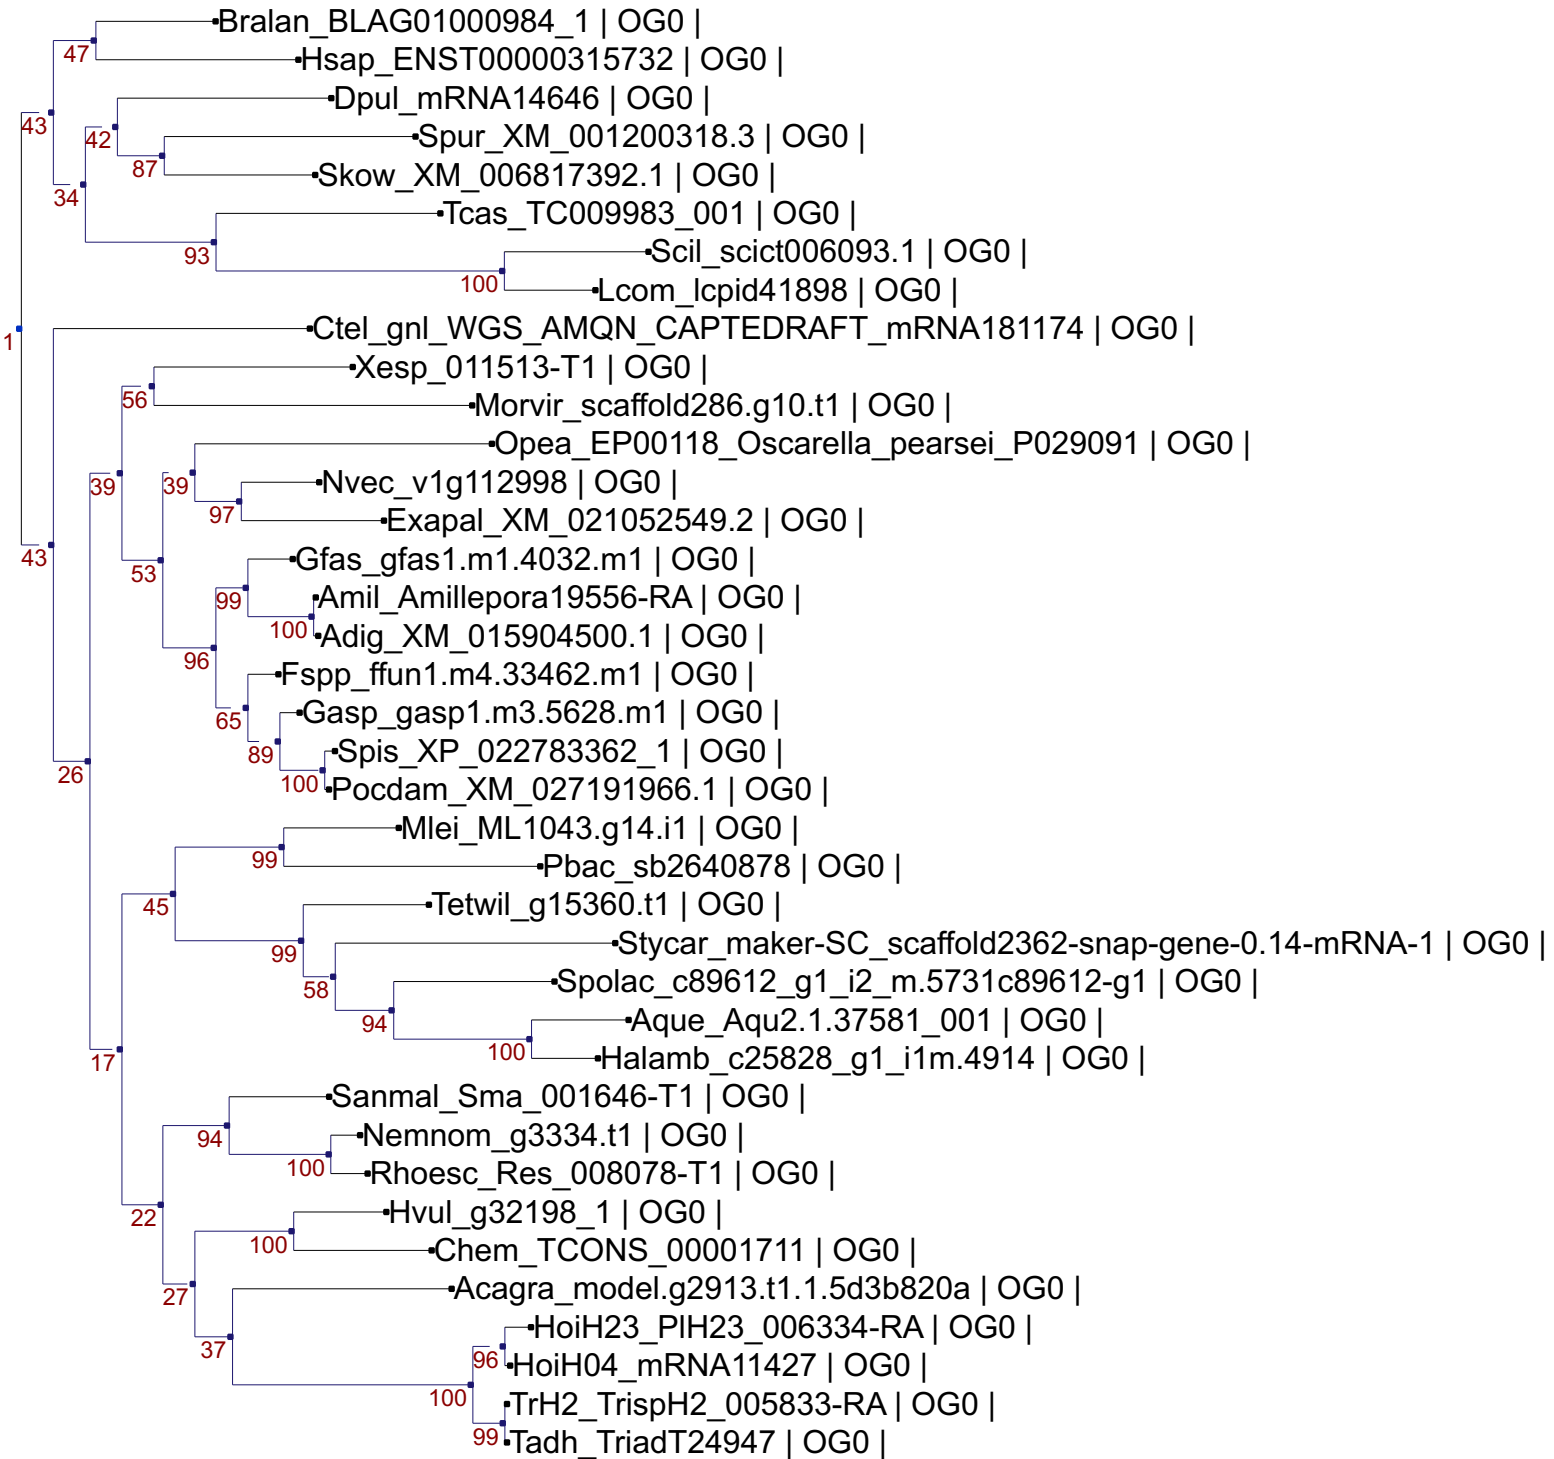 Bralan_BLAG01000984_1 | OG0 |
47
Hsap_ENST00000315732 | OG0 |
Dpul_mRNA14646 | OG0 |
43
42
Spur_XM_001200318.3 | OG0 |
87
Skow_XM_006817392.1 | OG0 |
34
Tcas_TC009983_001 | OG0 |
93
Scil_scict006093.1 | OG0 |
100
Lcom_lcpid41898 | OG0 |
Ctel_gnl_WGS_AMQN_CAPTEDRAFT_mRNA181174 | OG0 |
1
Xesp_011513-T1 | OG0 |
56
Morvir_scaffold286.g10.t1 | OG0 |
Opea_EP00118_Oscarella_pearsei_P029091 | OG0 |
39
39
Nvec_v1g112998 | OG0 |
97
Exapal_XM_021052549.2 | OG0 |
43
Gfas_gfas1.m1.4032.m1 | OG0 |
53
99
Amil_Amillepora19556-RA | OG0 |
100
Adig_XM_015904500.1 | OG0 |
96
Fspp_ffun1.m4.33462.m1 | OG0 |
65
Gasp_gasp1.m3.5628.m1 | OG0 |
89
Spis_XP_022783362_1 | OG0 |
26
100
Pocdam_XM_027191966.1 | OG0 |
Mlei_ML1043.g14.i1 | OG0 |
99
Pbac_sb2640878 | OG0 |
45
Tetwil_g15360.t1 | OG0 |
99
Stycar_maker-SC_scaffold2362-snap-gene-0.14-mRNA-1 | OG0 |
58
Spolac_c89612_g1_i2_m.5731c89612-g1 | OG0 |
94
Aque_Aqu2.1.37581_001 | OG0 |
100
Halamb_c25828_g1_i1m.4914 | OG0 |
17
Sanmal_Sma_001646-T1 | OG0 |
94
Nemnom_g3334.t1 | OG0 |
100
Rhoesc_Res_008078-T1 | OG0 |
22
Hvul_g32198_1 | OG0 |
100
Chem_TCONS_00001711 | OG0 |
27
Acagra_model.g2913.t1.1.5d3b820a | OG0 |
37
HoiH23_PlH23_006334-RA | OG0 |
96
HoiH04_mRNA11427 | OG0 |
100
TrH2_TrispH2_005833-RA | OG0 |
99
Tadh_TriadT24947 | OG0 |